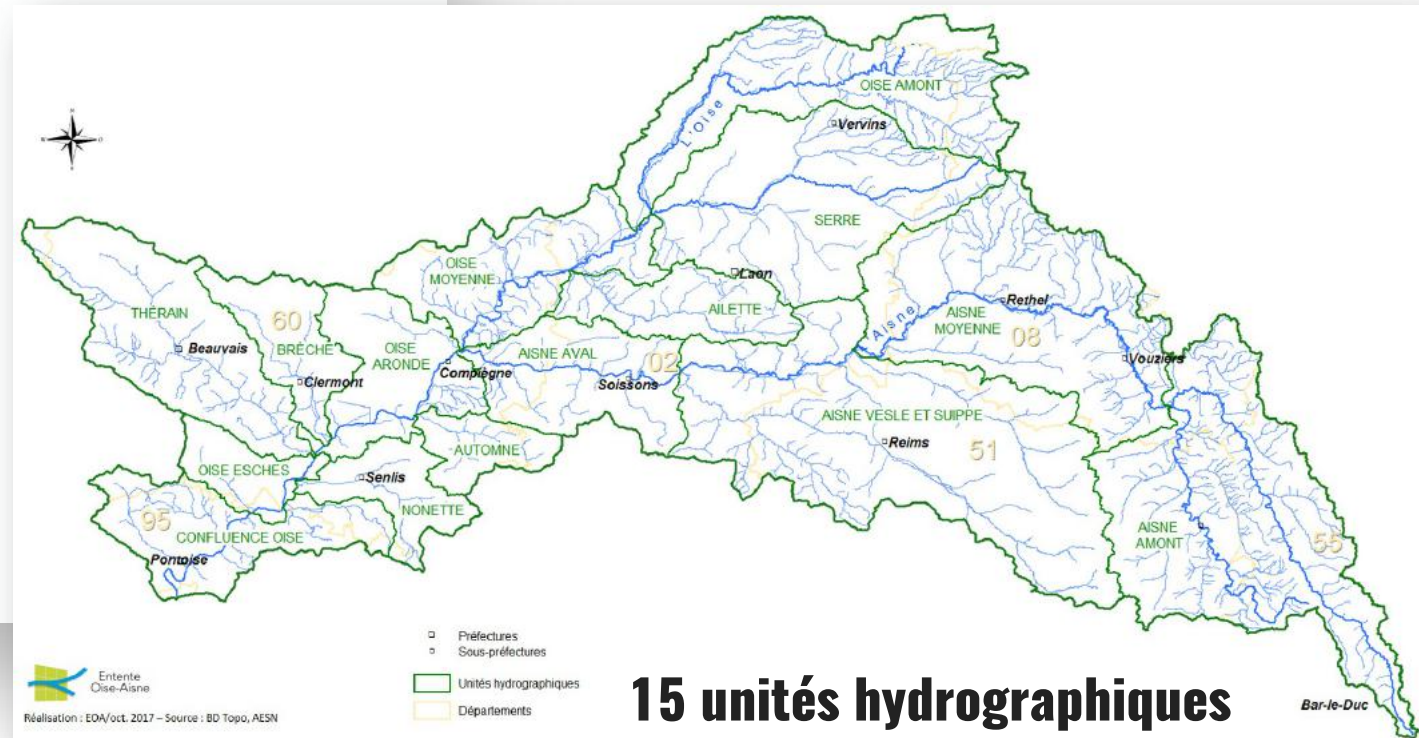 OISE AMONT
L'Oise
Vervins
SERRE
OISE
MOYENNE
Laon
AILETTE
Aisne
Rethel
AISNE
MOYENNE
08
THÉRAIN
60
BRÈCHE
Beauvais
OISE
ARONDE
Clermont
Compiègne
AISNE AVAL
02
Soissons
Vouziers
AISNE VESLE ET SUIPPE
Reims
51
AUTOMNE
OISE ESCHES
Senlis
NONETTE
95
CONFLUENCE OISE
Pontoise
AISNE
AMONT
55
Bar-le-Duc
Préfectures
Sous-préfectures
Unités hydrographiques
Départements
Entente
Oise-Aisne
Réalisation : EOA/oct. 2017 – Source : BD Topo, AESN
15 unités hydrographiques